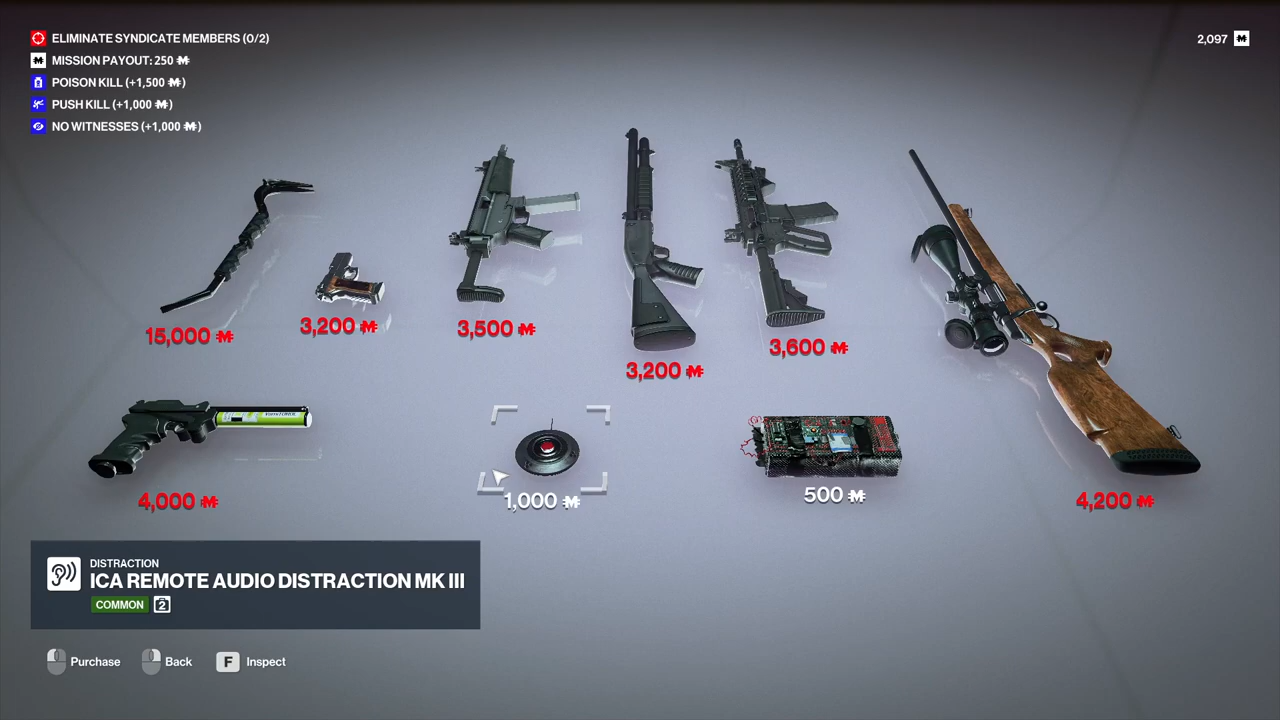 ELIMINATE SYNDICATE MEMBERS (0/2)
2,097
MISSION PAYOUT: 250
POISON KILL (+1,500)
PUSH KILL (+1,000)
NO WITNESSES (+1,000)
15,000
3,200
3,500
3,200
3,600
4,000
1,000
500
4,200
DISTRACTION
ICA REMOTE AUDIO DISTRACTION MK III
COMMON 2
Purchase
Back
F Inspect